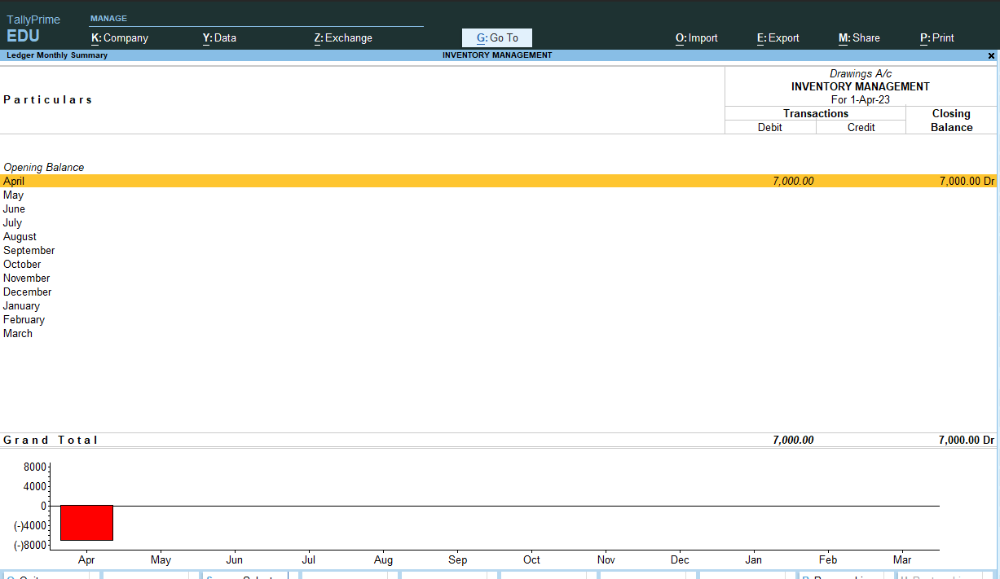 TallyPrime
EDU
MANAGE
K:Company Y:Data Z:Exchange G:Go To O:Import E:Export M:Share P:Print
Ledger Monthly Summary INVENTORY MANAGEMENT
Particulars
Drawings A/c
INVENTORY MANAGEMENT
For 1-Apr-23
Transactions Closing
Debit Credit Balance
Opening Balance
April 7,000.00 7,000.00 Dr
May
June
July
August
September
October
November
December
January
February
March
Grand Total 7,000.00 7,000.00 Dr
8000
4000
0
(-)4000
(-)8000
Apr May Jun Jul Aug Sep Oct Nov Dec Jan Feb Mar